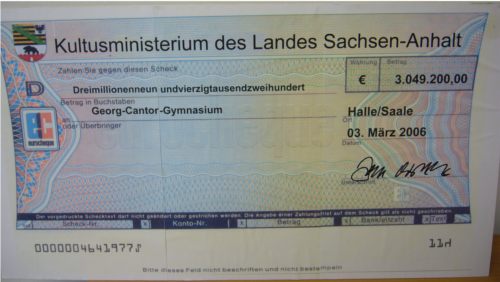 Kultusministerium des Landes Sachsen-Anhalt
Zahlen Sie gegen diesen Scheck
Währung
Betrag
D
Dreimillionenneun undvierzigtausendzweihundert
€
3.049.200,00
Betrag in Buchstaben
Georg-Cantor-Gymnasium
Halle/Saale
an
oder Überbringer
Ort
ec
eurocheque
03. März 2006
Datum
Unterschrift
Der vorgedruckte Schecktext darf nicht geändert oder gestrichen werden. Die Angabe einer Zahlungsfrist auf dem Scheck gilt als nicht geschrieben.
Scheck-Nr.
x
Konto-Nr.
x
Betrag
x
Bankleitzahl
x
Text
0000004641977
11
Bitte dieses Feld nicht beschriften und nicht bestempeln